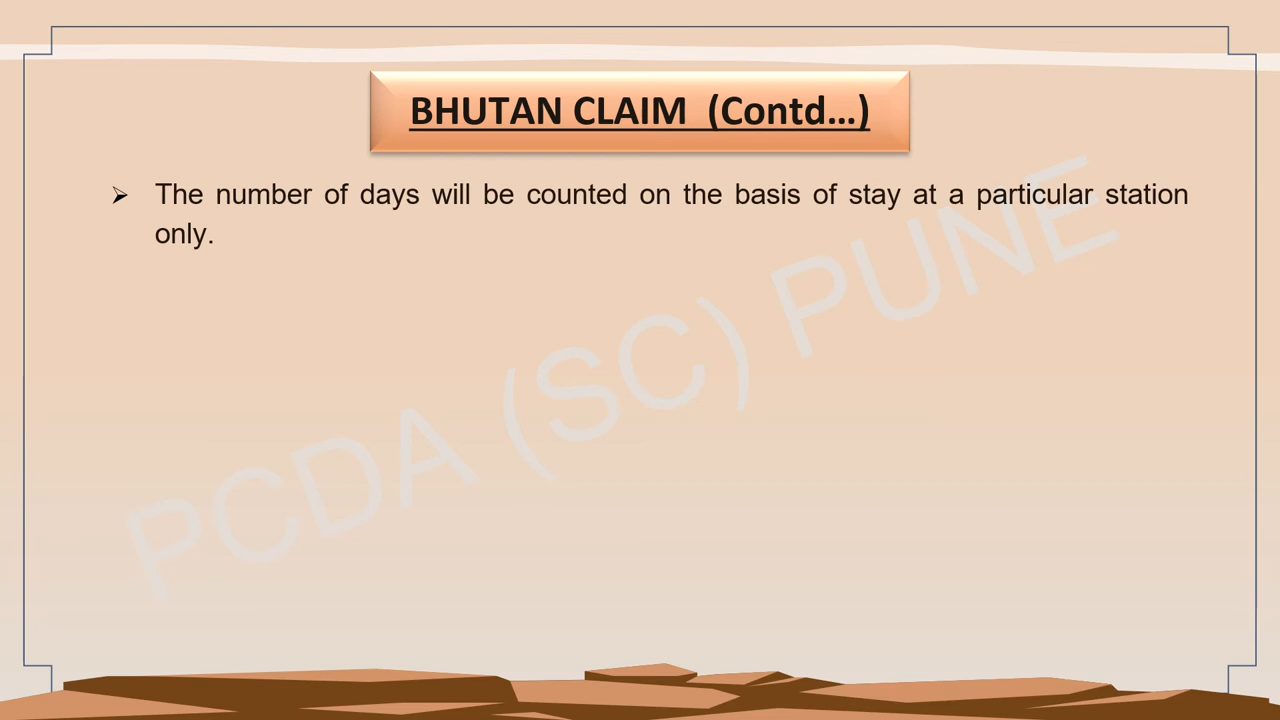 BHUTAN CLAIM (Contd…)
➢ The number of days will be counted on the basis of stay at a particular station
only.
PCDA (SC) PUNE